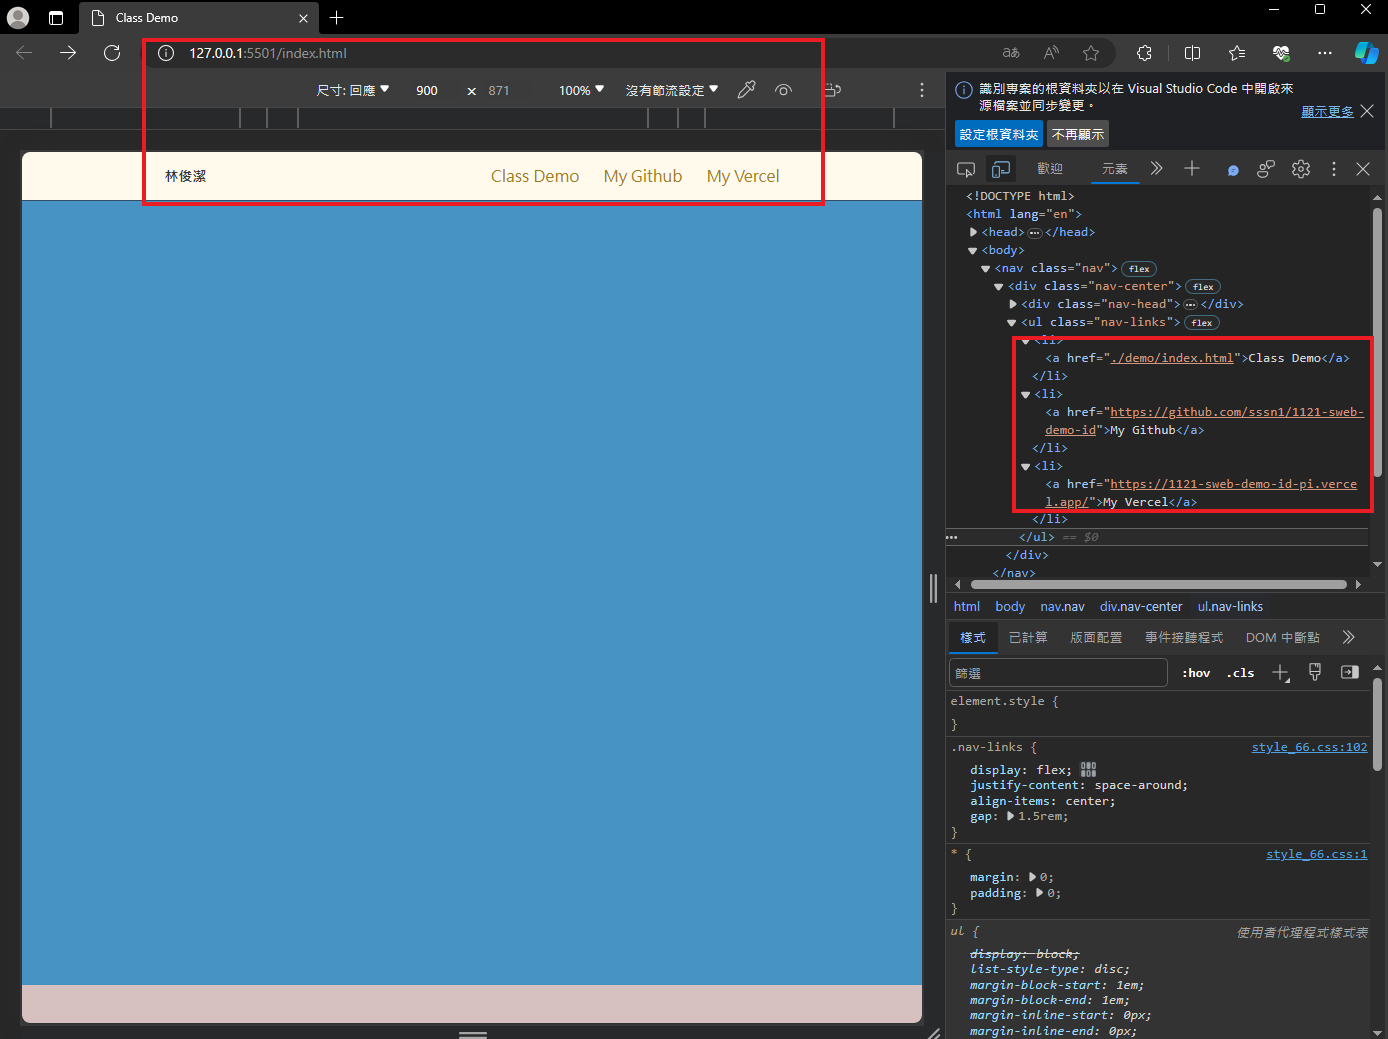 Class Demo
127.0.0.1:5501/index.html
尺寸: 回應 ▼ 900 × 871 100% ▼ 沒有節流設定 ▼
林俊潔 Class Demo My Github My Vercel
識別專案的根資料夾以在 Visual Studio Code 中開啟來
源檔案並同步變更。
顯示更多
設定根資料夾 不再顯示
歡迎 元素
<!DOCTYPE html>
<html lang="en">
<head>…</head>
<body>
<nav class="nav"> flex
<div class="nav-center"> flex
<div class="nav-head">…</div>
<ul class="nav-links"> flex
<li>
<a href="./demo/index.html">Class Demo</a>
</li>
<li>
<a href="https://github.com/sssn1/1121-sweb-
demo-id">My Github</a>
</li>
<li>
<a href="https://1121-sweb-demo-id-pi.verce
l.app/">My Vercel</a>
</li>
</ul> == $0
</div>
</nav>
html body nav.nav div.nav-center ul.nav-links
樣式 已計算 版面配置 事件接聽程式 DOM 中斷點
篩選 :hov .cls
element.style {
}
.nav-links { style_66.css:102
display: flex;
justify-content: space-around;
align-items: center;
gap: 1.5rem;
}
* { style_66.css:1
margin: 0;
padding: 0;
}
ul { 使用者代理程式樣式表
display: block;
list-style-type: disc;
margin-block-start: 1em;
margin-block-end: 1em;
margin-inline-start: 0px;
margin-inline-end: 0px;